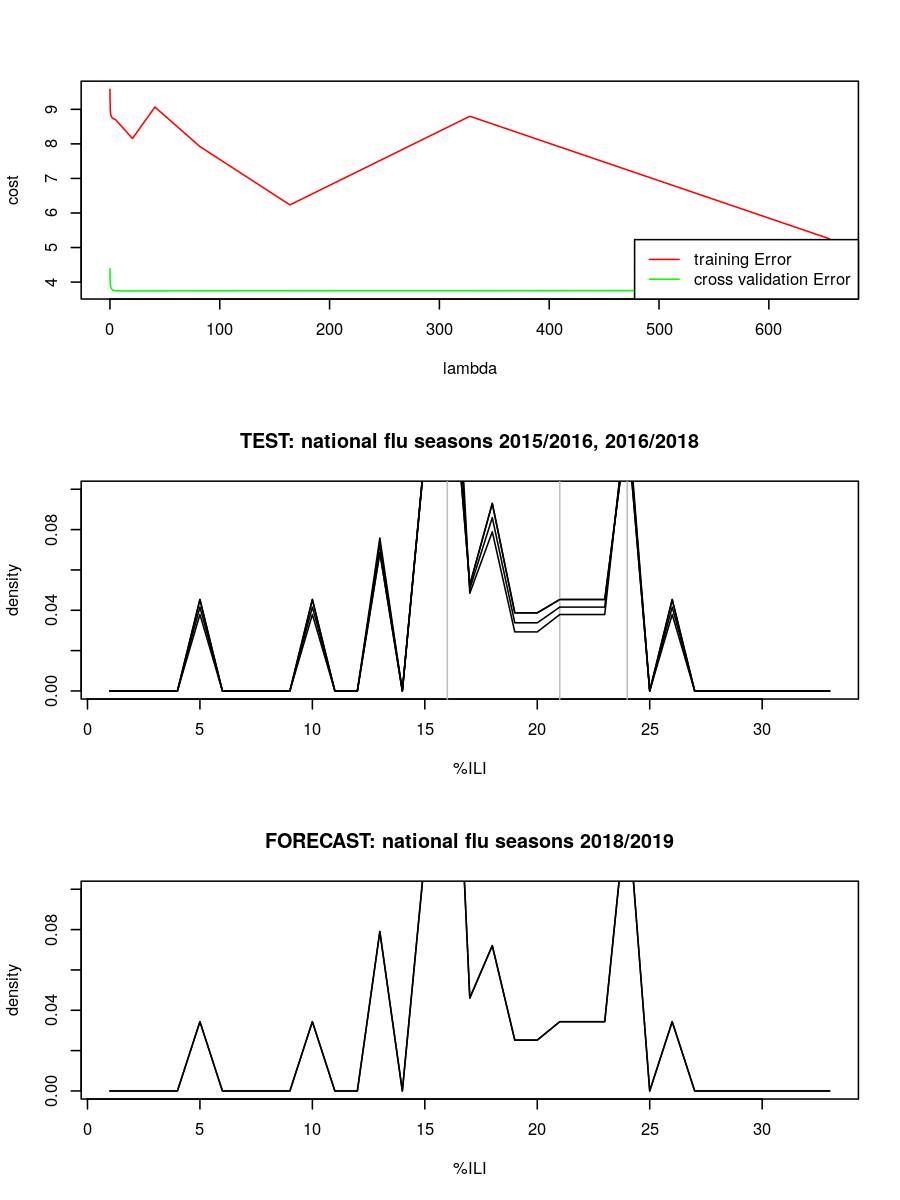 9
8
7
6
5
4
cost
training Error
cross validation Error
0 100 200 300 400 500 600
lambda
TEST: national flu seasons 2015/2016, 2016/2018
0.08
0.04
0.00
density
0 5 10 15 20 25 30
%ILI
FORECAST: national flu seasons 2018/2019
0.08
0.04
0.00
density
0 5 10 15 20 25 30
%ILI